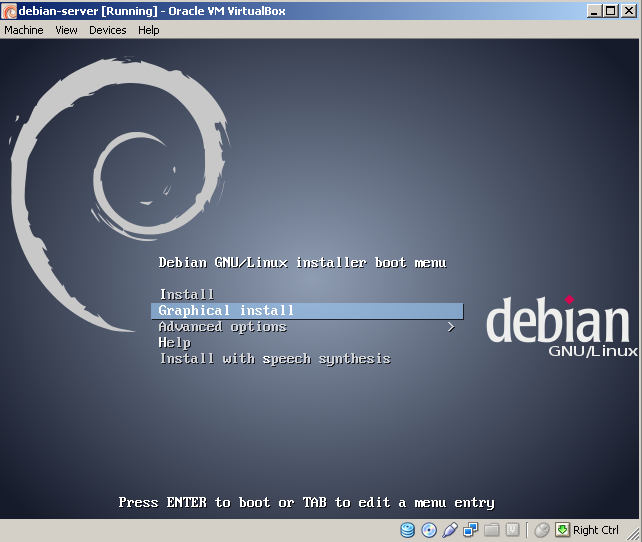 debian-server [Running] - Oracle VM VirtualBox
Machine View Devices Help
Debian GNU/Linux installer boot menu
Install
Graphical install
Advanced options >
Help
Install with speech synthesis
debian
GNU/Linux
Press ENTER to boot or TAB to edit a menu entry
Right Ctrl